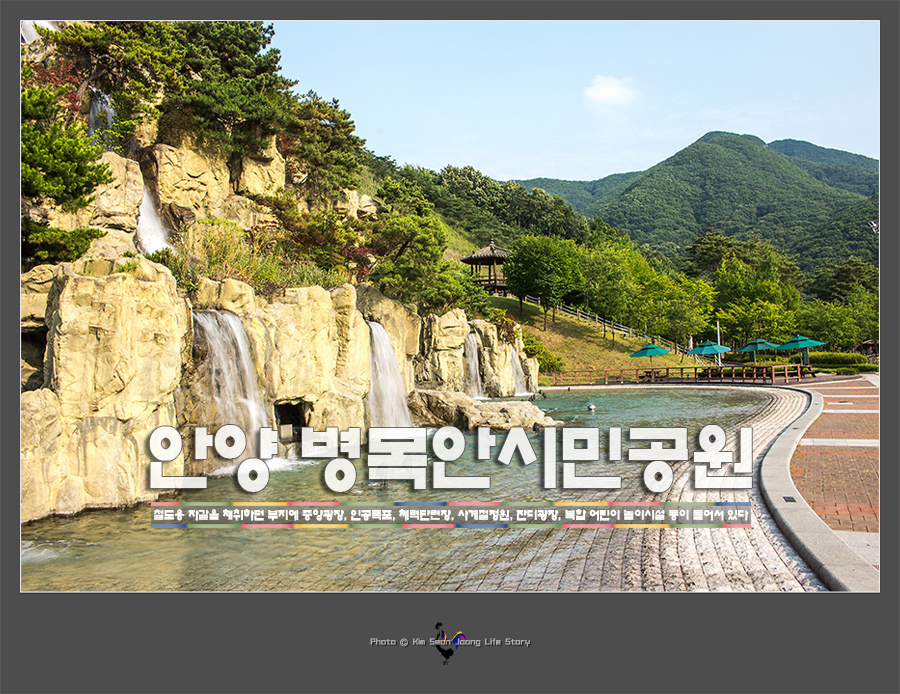 안양 병목안시민공원
철도용 자갈을 채취하던 부지에 중앙광장, 인공폭포, 체력단련장, 사계절정원, 잔디광장, 복합 어린이 놀이시설 등이 들어서 있다
Photo © Kim Swan Joong Life Story